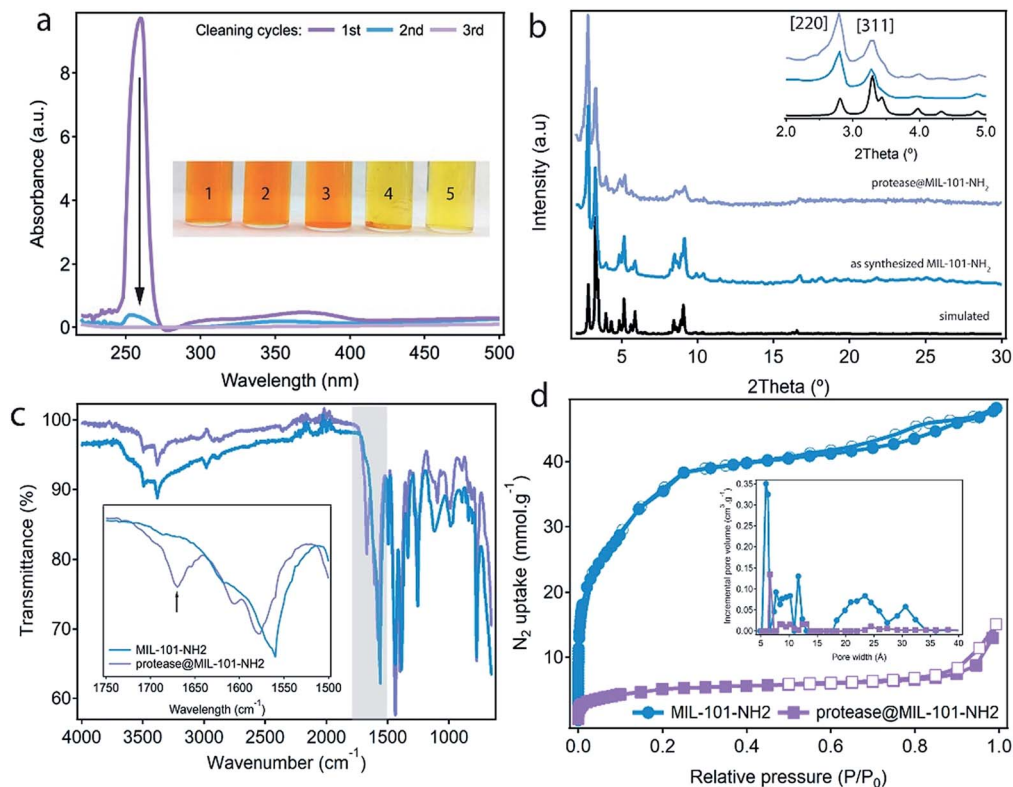 a
Cleaning cycles: 1st 2nd 3rd
8
6
4
2
0
Absorbance (a.u.)
1 2 3 4 5
250 300 350 400 450 500
Wavelength (nm)
b
[220] [311]
2.0 3.0 4.0 5.0
2Theta (º)
protease@MIL-101-NH2
as synthesized MIL-101-NH2
simulated
Intensity (a.u)
5 10 15 20 25 30
2Theta (º)
c
100
90
80
70
60
Transmittance (%)
MIL-101-NH2
protease@MIL-101-NH2
1750 1700 1650 1600 1550 1500
Wavelength (cm-1)
4000 3500 3000 2500 2000 1500 1000
Wavenumber (cm-1)
d
40
30
20
10
N2 uptake (mmol.g-1)
0.35
0.30
0.25
0.20
0.15
0.10
0.05
0.00
Incremental pore volume (cm3.g-1)
5 10 15 20 25 30 35 40
Pore width (Å)
MIL-101-NH2 protease@MIL-101-NH2
0.0 0.2 0.4 0.6 0.8 1.0
Relative pressure (P/P0)